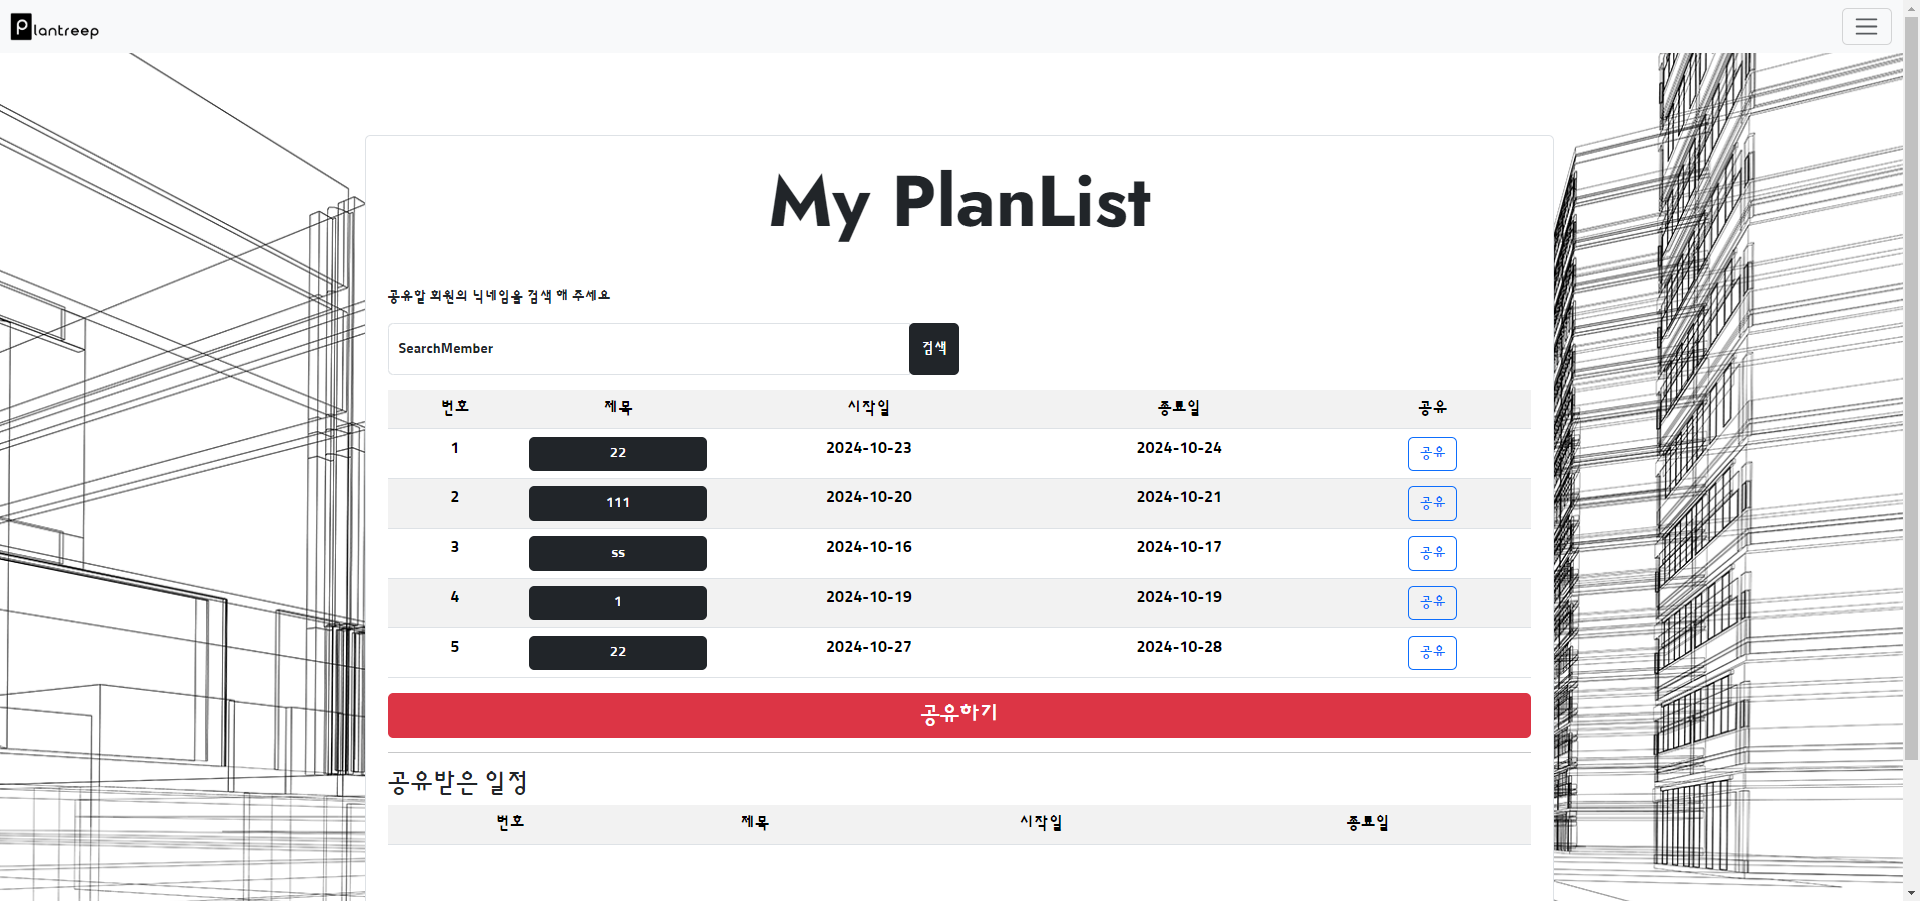 Plantreep
My PlanList
공유할 회원의 닉네임을 검색 해 주세요
SearchMember 검색
번호 제목 시작일 종료일 공유
1 22 2024-10-23 2024-10-24 공유
2 111 2024-10-20 2024-10-21 공유
3 ss 2024-10-16 2024-10-17 공유
4 1 2024-10-19 2024-10-19 공유
5 22 2024-10-27 2024-10-28 공유
공유하기
공유받은 일정
번호 제목 시작일 종료일